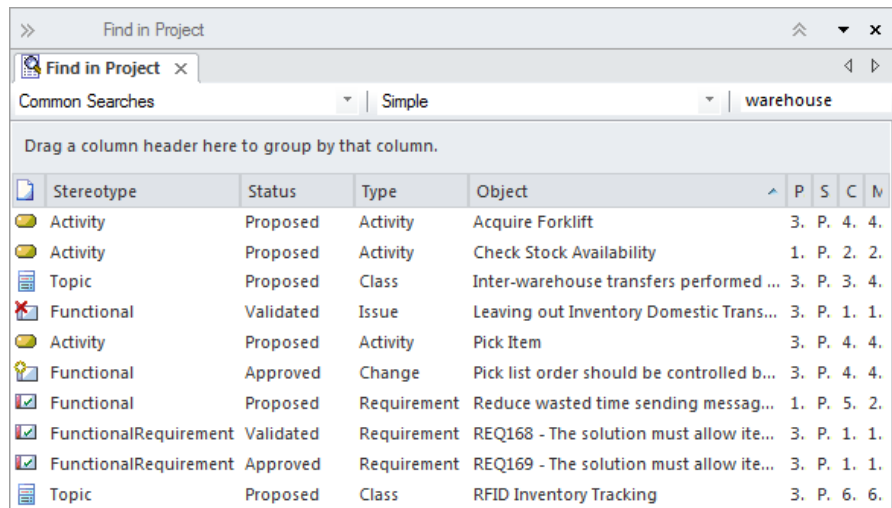 Find in Project
Find in Project
Common Searches Simple warehouse
Drag a column header here to group by that column.
Stereotype Status Type Object P S C M
Activity Proposed Activity Acquire Forklift 3. P. 4. 4.
Activity Proposed Activity Check Stock Availability 1. P. 2. 2.
Topic Proposed Class Inter-warehouse transfers performed ... 3. P. 3. 4.
Functional Validated Issue Leaving out Inventory Domestic Trans... 3. P. 1. 1.
Activity Proposed Activity Pick Item 3. P. 4. 4.
Functional Approved Change Pick list order should be controlled b... 3. P. 4. 4.
Functional Proposed Requirement Reduce wasted time sending messag... 1. P. 5. 2.
FunctionalRequirement Validated Requirement REQ168 - The solution must allow ite... 3. P. 1. 1.
FunctionalRequirement Approved Requirement REQ169 - The solution must allow ite... 3. P. 1. 1.
Topic Proposed Class RFID Inventory Tracking 3. P. 6. 6.